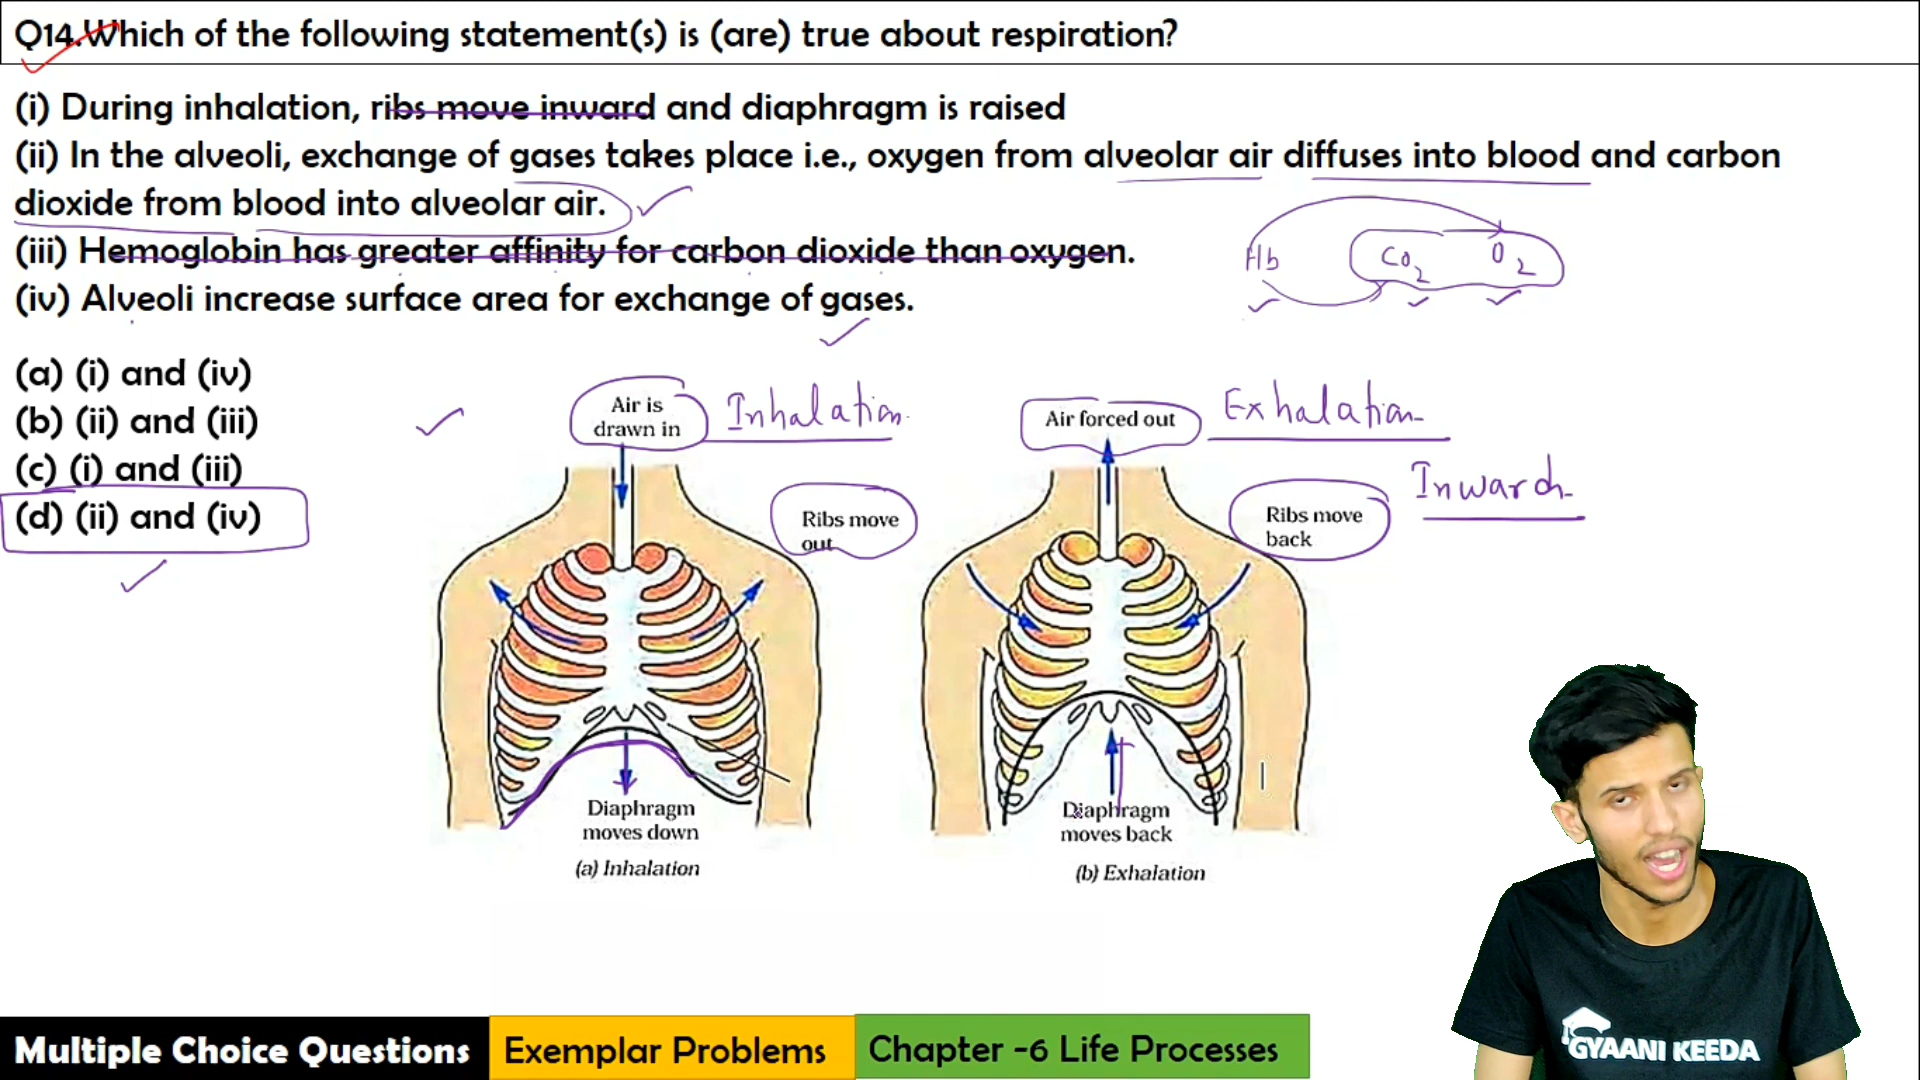 Q14.Which of the following statement(s) is (are) true about respiration?
(i) During inhalation, ribs move inward and diaphragm is raised
(ii) In the alveoli, exchange of gases takes place i.e., oxygen from alveolar air diffuses into blood and carbon
dioxide from blood into alveolar air.
(iii) Hemoglobin has greater affinity for carbon dioxide than oxygen.
Hb CO2 O2
(iv) Alveoli increase surface area for exchange of gases.
(a) (i) and (iv)
(b) (ii) and (iii)
(c) (i) and (iii)
(d) (ii) and (iv)
Air is
drawn in
Inhalation
Ribs move
out
Diaphragm
moves down
(a) Inhalation
Air forced out
Exhalation
Ribs move
back
Inward
Diaphragm
moves back
(b) Exhalation
GYAANI KEEDA
Multiple Choice Questions
Exemplar Problems
Chapter -6 Life Processes